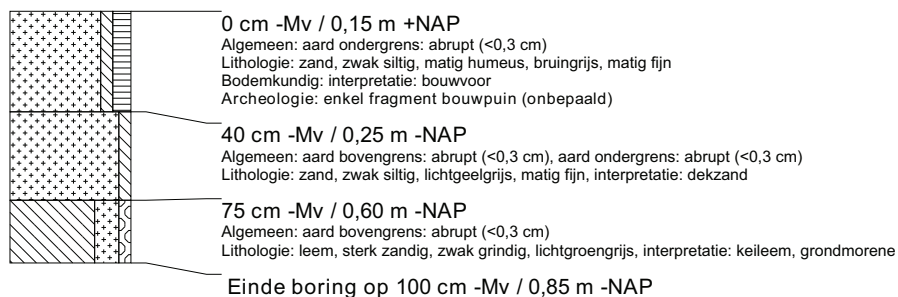 0 cm -Mv / 0,15 m +NAP
Algemeen: aard ondergrens: abrupt (<0,3 cm)
Lithologie: zand, zwak siltig, matig humeus, bruingrijs, matig fijn
Bodemkundig: interpretatie: bouwvoor
Archeologie: enkel fragment bouwpuin (onbepaald)
40 cm -Mv / 0,25 m -NAP
Algemeen: aard bovengrens: abrupt (<0,3 cm), aard ondergrens: abrupt (<0,3 cm)
Lithologie: zand, zwak siltig, lichtgeelgrijs, matig fijn, interpretatie: dekzand
75 cm -Mv / 0,60 m -NAP
Algemeen: aard bovengrens: abrupt (<0,3 cm)
Lithologie: leem, sterk zandig, zwak grindig, lichtgroengrijs, interpretatie: keileem, grondmorene
Einde boring op 100 cm -Mv / 0,85 m -NAP